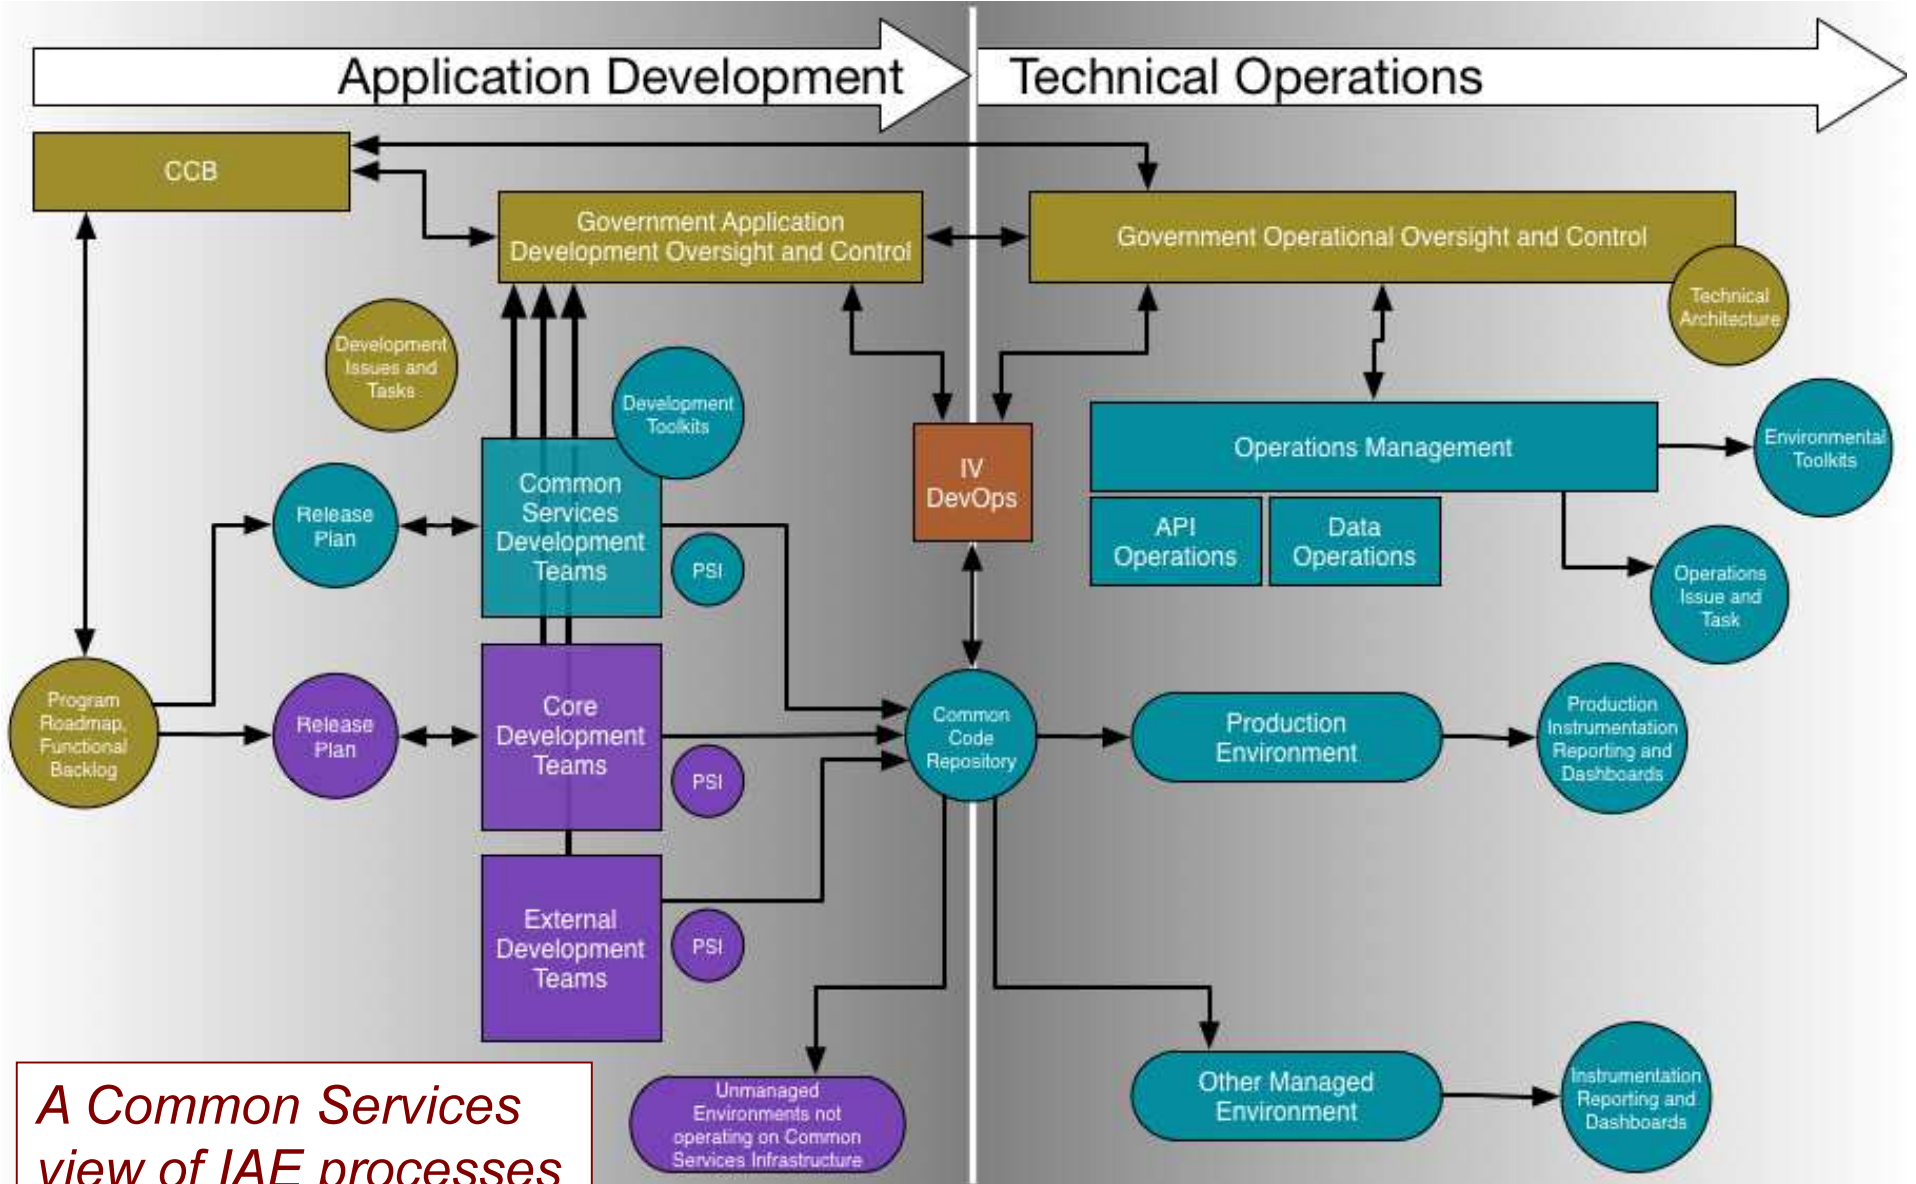 Application Development
Technical Operations
CCB
Government Application
Development Oversight and Control
Government Operational Oversight and Control
Technical
Architecture
Development
Issues and
Tasks
Development
Toolkits
IV
DevOps
Operations Management
Environmental
Toolkits
API
Operations
Data
Operations
Operations
Issue and
Task
Release
Plan
Common
Services
Development
Teams
PSI
Program
Roadmap,
Functional
Backlog
Release
Plan
Core
Development
Teams
PSI
Common
Code
Repository
Production
Environment
Production
Instrumentation
Reporting and
Dashboards
External
Development
Teams
PSI
Unmanaged
Environments not
operating on Common
Services Infrastructure
Other Managed
Environment
Instrumentation
Reporting and
Dashboards
A Common Services
view of IAE processes